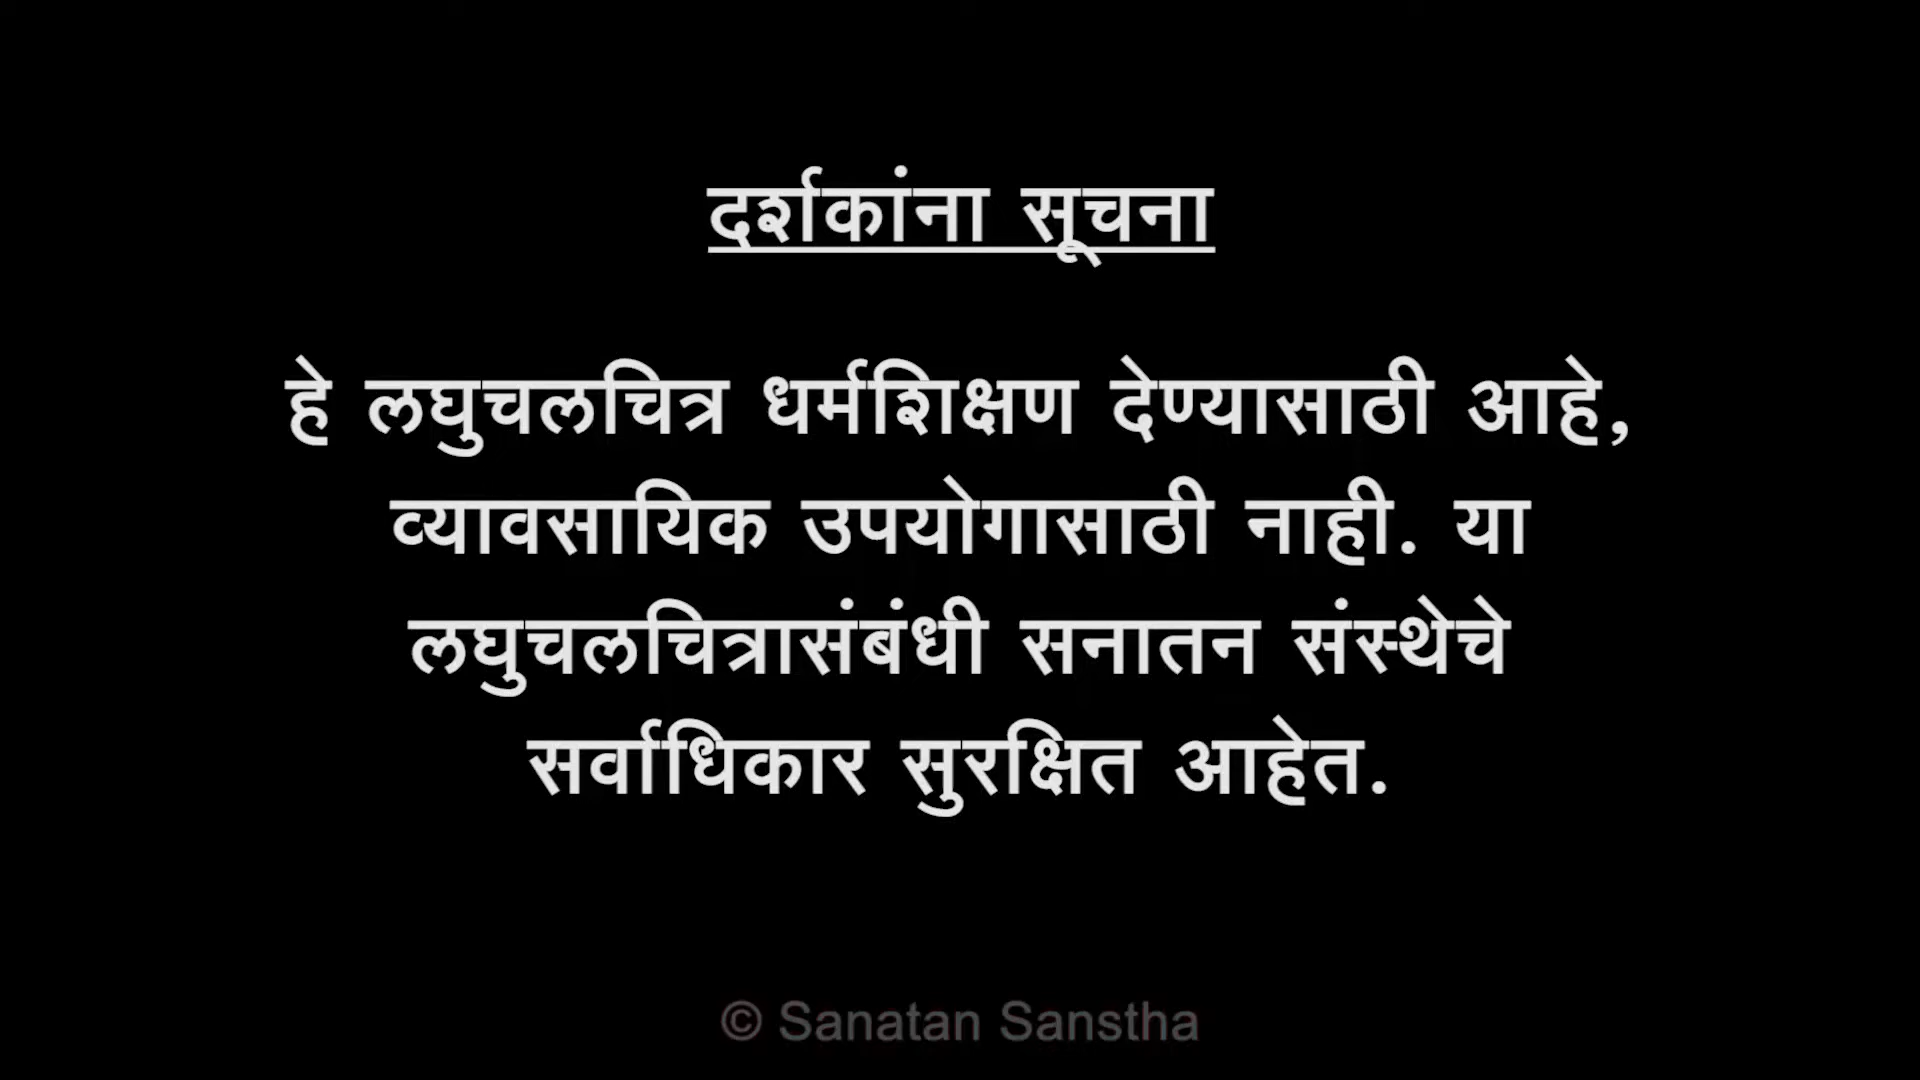 दर्शकांना सूचना
हे लघुचलचित्र धर्मशिक्षण देण्यासाठी आहे,
व्यावसायिक उपयोगासाठी नाही. या
लघुचलचित्रासंबंधी सनातन संस्थेचे
सर्वाधिकार सुरक्षित आहेत.
© Sanatan Sanstha